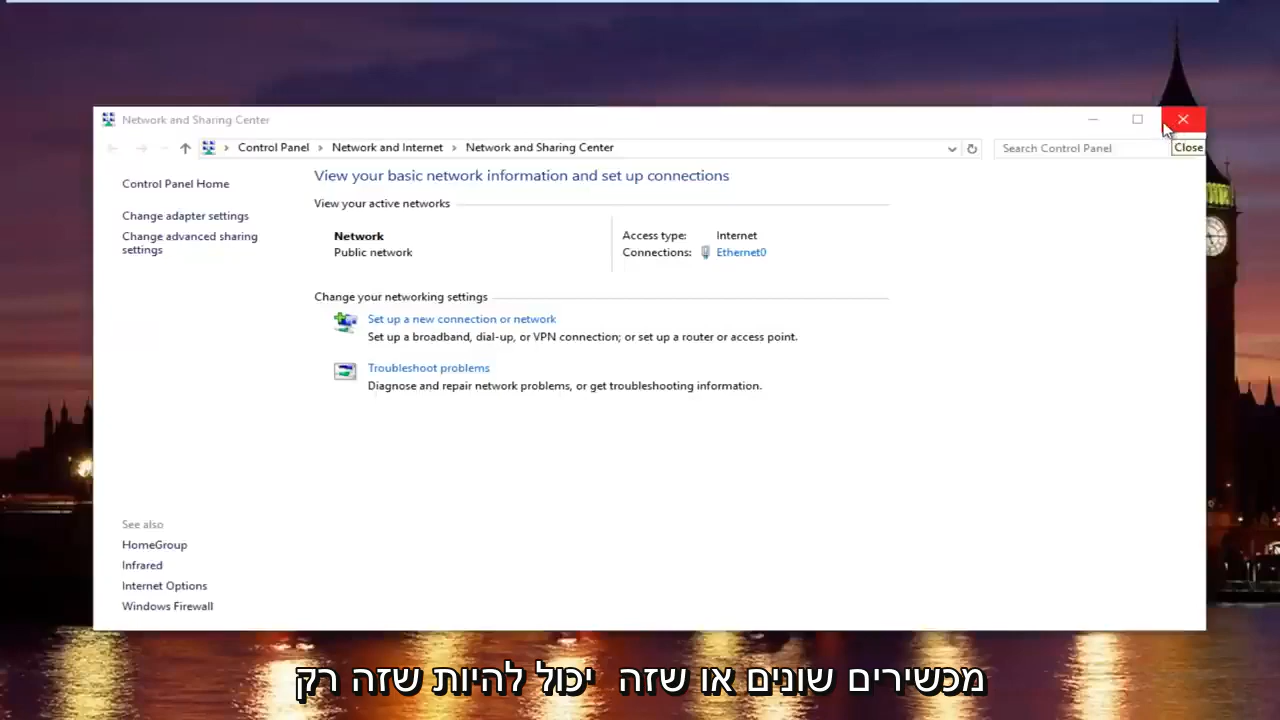 Network and Sharing Center
Control Panel > Network and Internet > Network and Sharing Center
Search Control Panel
Close
Control Panel Home
Change adapter settings
Change advanced sharing
settings
See also
HomeGroup
Infrared
Internet Options
Windows Firewall
View your basic network information and set up connections
View your active networks
Network
Public network
Access type: Internet
Connections: Ethernet0
Change your networking settings
Set up a new connection or network
Set up a broadband, dial-up, or VPN connection; or set up a router or access point.
Troubleshoot problems
Diagnose and repair network problems, or get troubleshooting information.
מכשירים שונים או שזה יכול להיות שזה רק